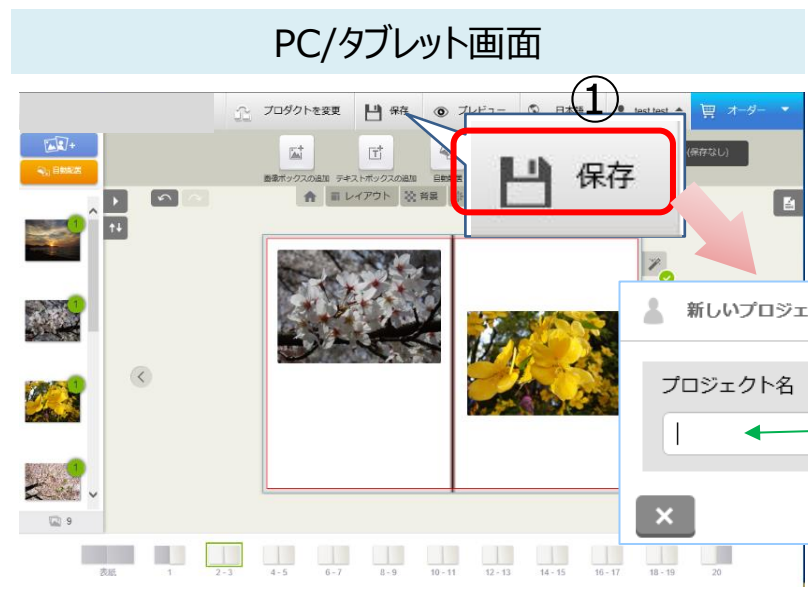 PC/タブレット画面
①
プロダクトを変更
保存
プレビュー
日本語
test test
オーダー
自動配置
画像ボックスの追加
テキストボックスの追加
(保存なし)
保存
レイアウト
背景
1
1
1
1
新しいプロジェ
プロジェクト名
9
表紙
1
2 - 3
4 - 5
6 - 7
8 - 9
10 - 11
12 - 13
14 - 15
16 - 17
18 - 19
20